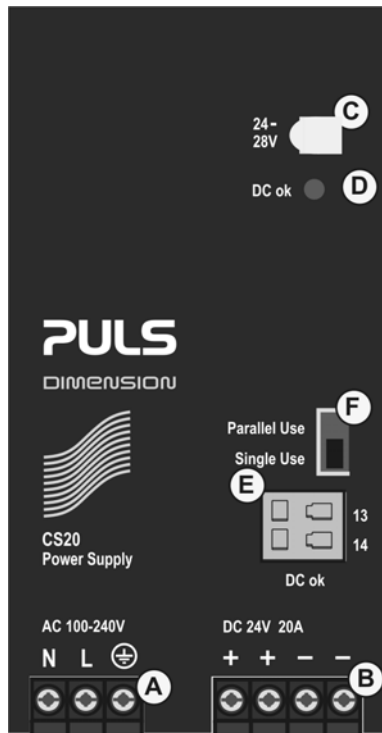 C
24-
28V
DC ok
D
PULS
DIMENSION
F
Parallel Use
Single Use
E
13
14
CS20
Power Supply
DC ok
AC 100-240V
DC 24V 20A
N L
+ + − −
A
B